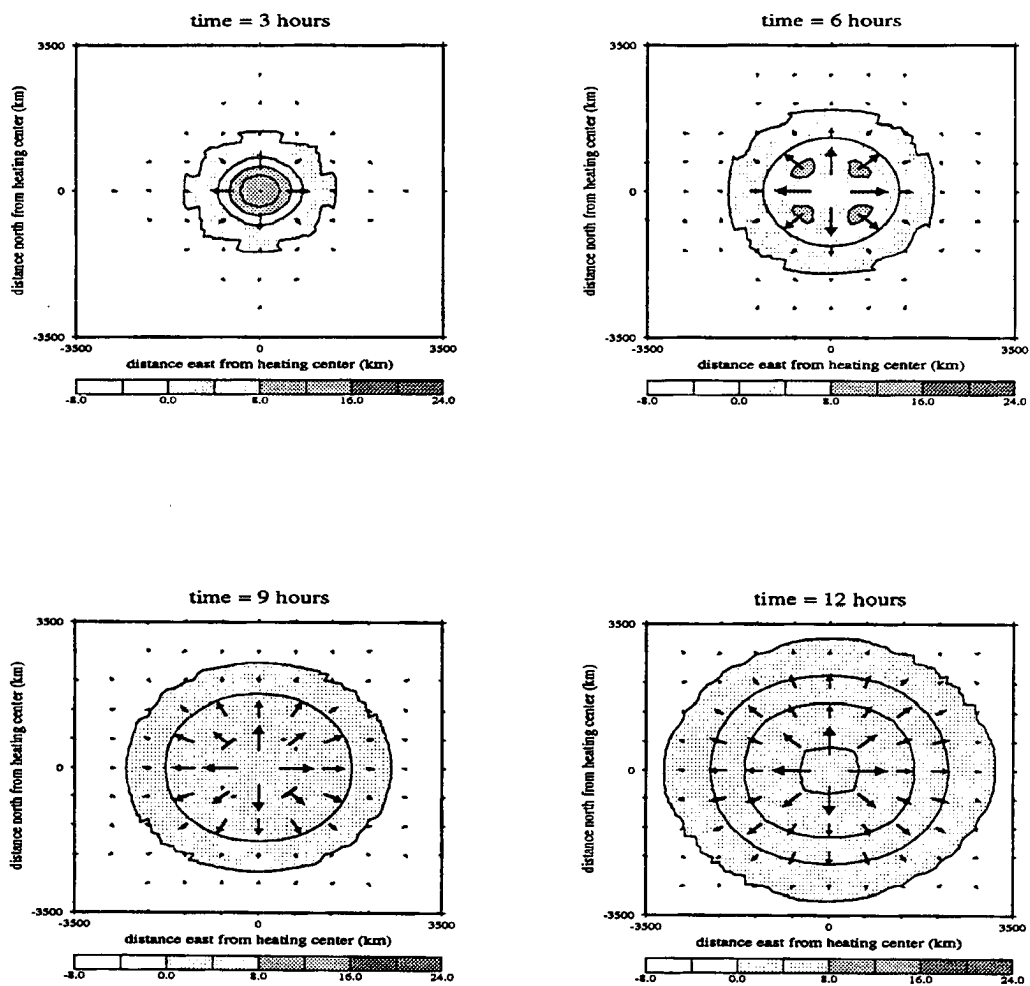 time = 3 hours
3500
distance north from heating center (km)
0
-3500
-3500 0 3500
distance east from heating center (km)
-8.0 0.0 8.0 16.0 24.0
time = 6 hours
3500
distance north from heating center (km)
0
-3500
-3500 0 3500
distance east from heating center (km)
-8.0 0.0 8.0 16.0 24.0
time = 9 hours
3500
distance north from heating center (km)
0
-3500
-3500 0 3500
distance east from heating center (km)
-8.0 0.0 8.0 16.0 24.0
time = 12 hours
3500
distance north from heating center (km)
0
-3500
-3500 0 3500
distance east from heating center (km)
-8.0 0.0 8.0 16.0 24.0